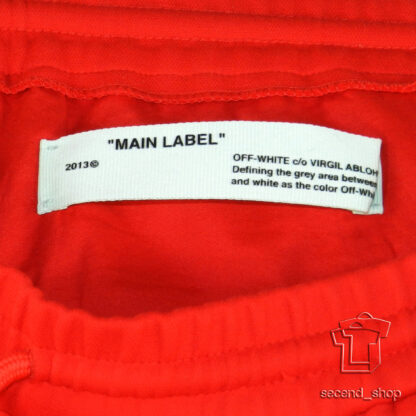 "MAIN LABEL"
2013©
OFF-WHITE c/o VIRGIL ABLOH
Defining the grey area between
and white as the color Off-Whi
secend_shop